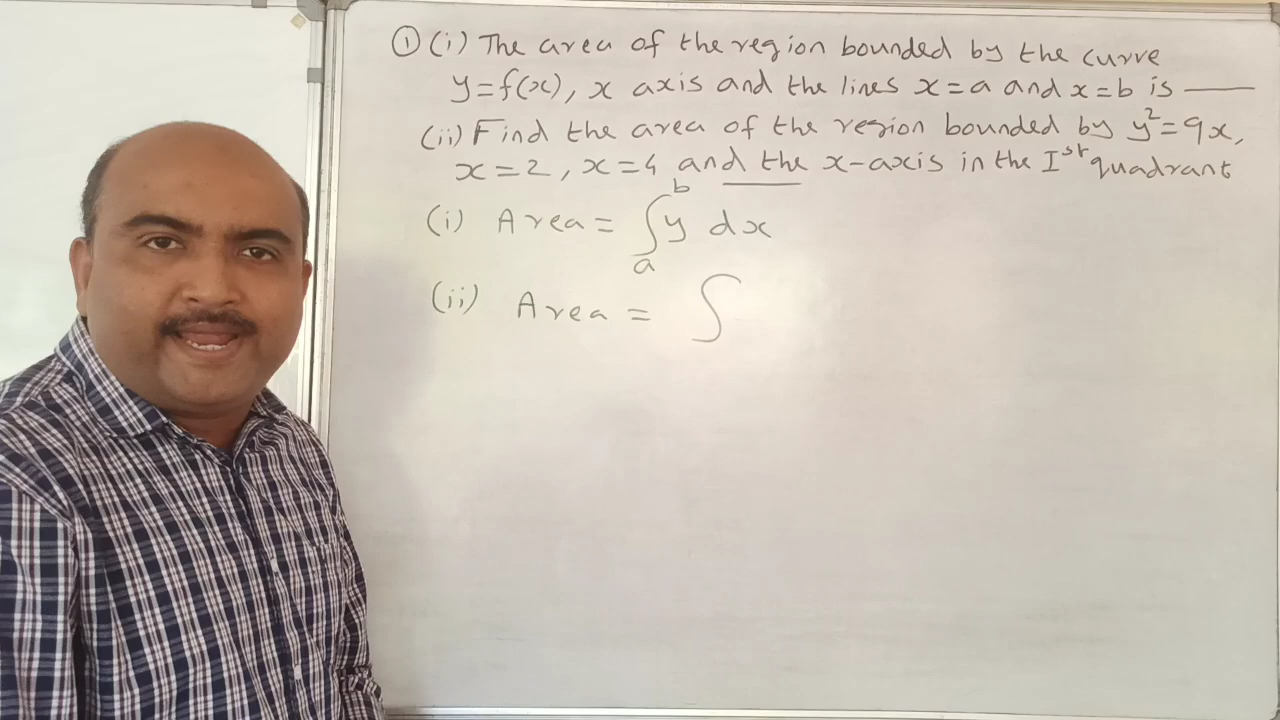 ① (i) The area of the region bounded by the curve
y=f(x), x axis and the lines x=a and x=b is ____
(ii) Find the area of the region bounded by y²=9x,
x=2, x=4 and the x-axis in the Iˢᵗ quadrant
(i) Area = ∫ₐᵇ y dx
(ii) Area = ∫